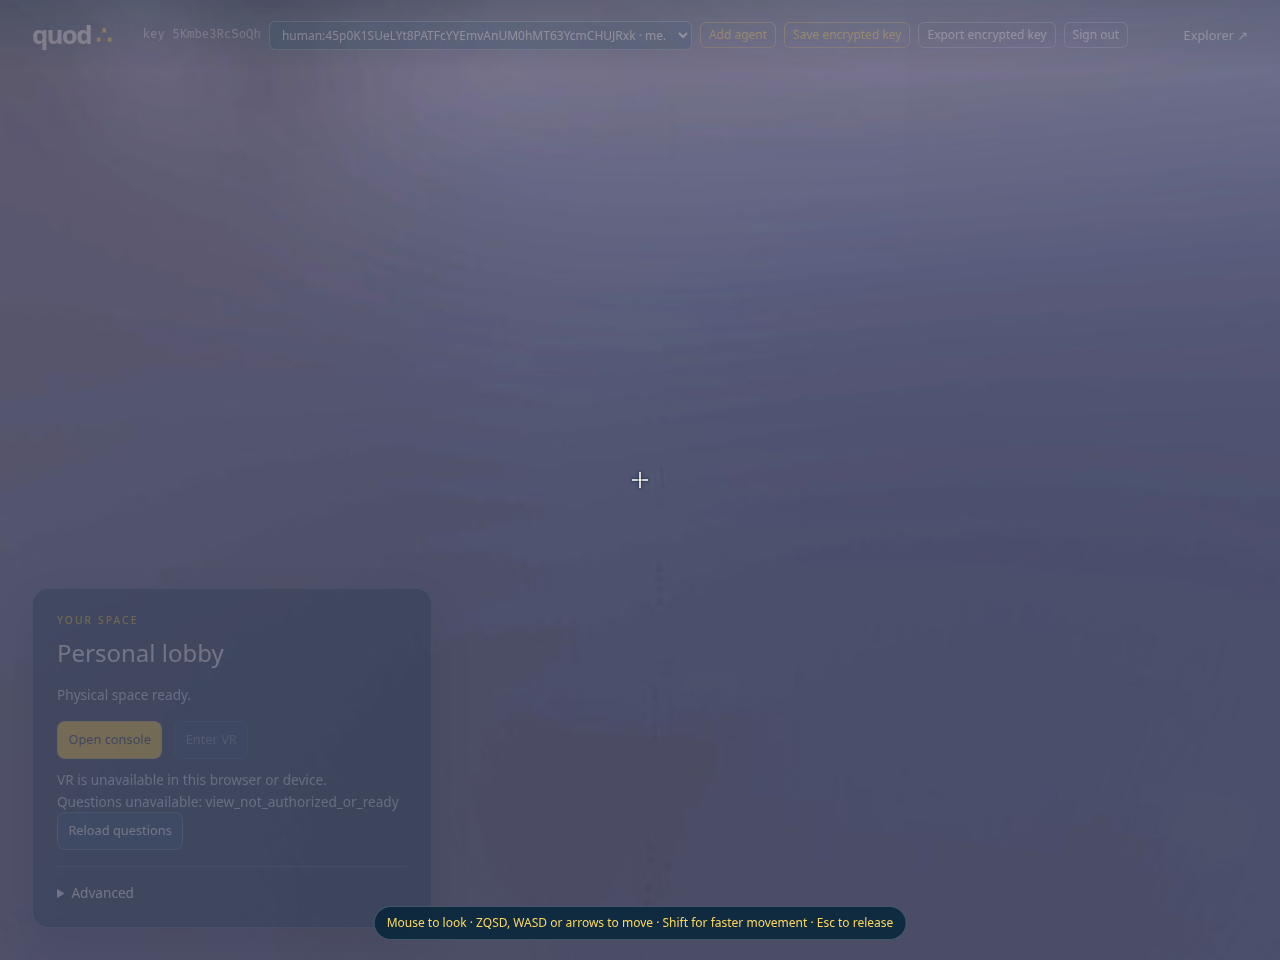 quod
key 5Kmbe3RcSoQh
human:45p0K1SUeLYt8PATFcYYEmvAnUM0hMT63YcmCHUJRxk · me.
Add agent
Save encrypted key
Export encrypted key
Sign out
Explorer ↗
YOUR SPACE
Personal lobby
Physical space ready.
Open console
Enter VR
VR is unavailable in this browser or device.
Questions unavailable: view_not_authorized_or_ready
Reload questions
Advanced
Mouse to look · ZQSD, WASD or arrows to move · Shift for faster movement · Esc to release